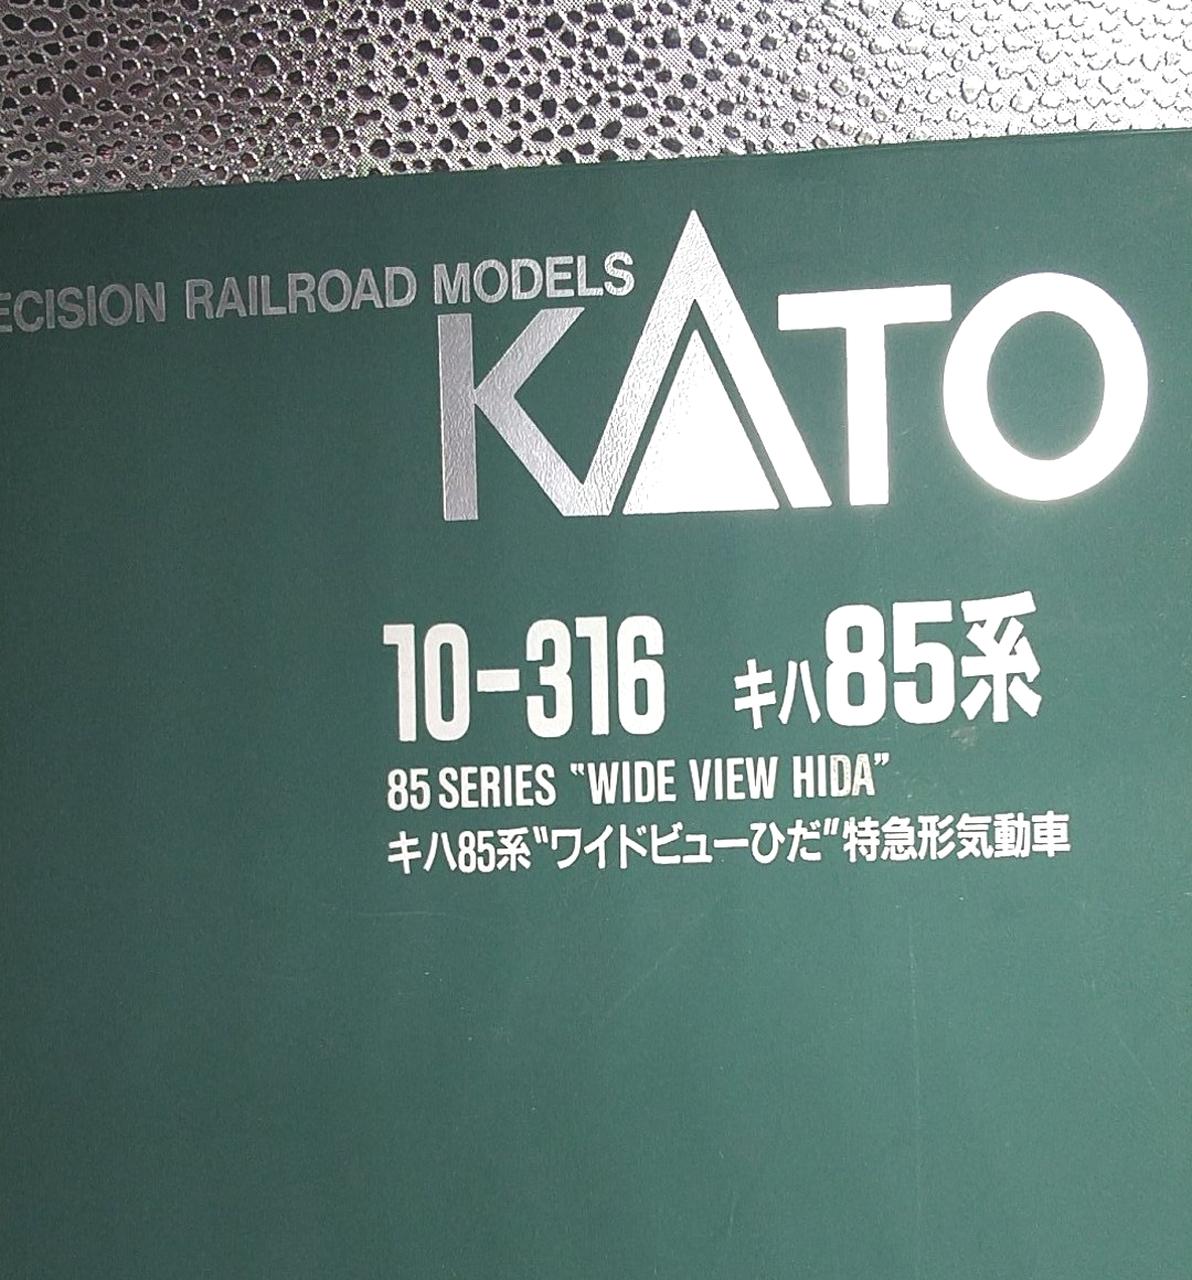 ECISION RAILROAD MODELS
KATO
10-316 キハ85系
85 SERIES "WIDE VIEW HIDA"
キハ85系"ワイドビューひだ"特急形気動車